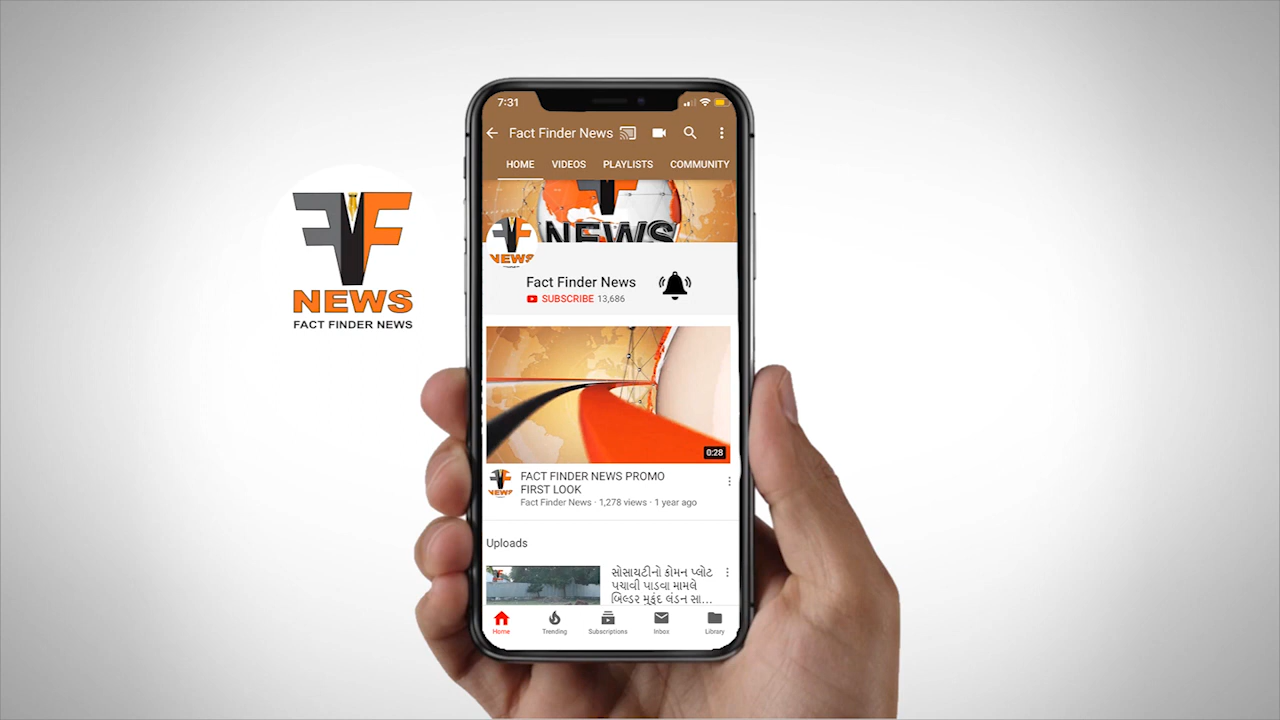 7:31
Fact Finder News
HOME VIDEOS PLAYLISTS COMMUNITY
NEWS
NEWS
Fact Finder News
SUBSCRIBE 13,686
NEWS
FACT FINDER NEWS
0:28
FACT FINDER NEWS PROMO
FIRST LOOK
NEWS
Fact Finder News · 1,278 views · 1 year ago
Uploads
સોસાયટીનો કોમન પ્લોટ
પચાવી પાડવા મામલે
બિલ્ડર મુકુંદ લંડન સા...
Home Trending Subscriptions Inbox Library